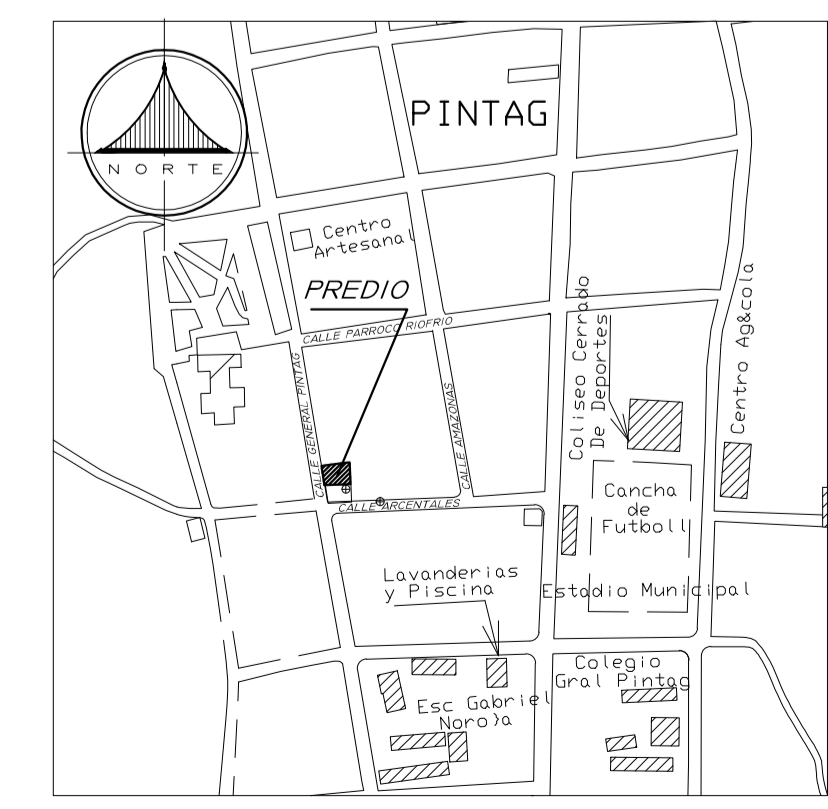 PINTAG
NORTE
Centro
Artesanal
PREDIO
CALLE PARROCO RIOFRIO
CALLE GENERAL PINTAG
CALLE AMAZONAS
CALLE ARCENTALES
Coliseo Cerrado
De Deportes
Centro Ag&cola
Cancha
de
Futboll
Lavanderias
y Piscina
Estadio Municipal
Colegio
Gral Pintag
Esc Gabriel
Noro}a